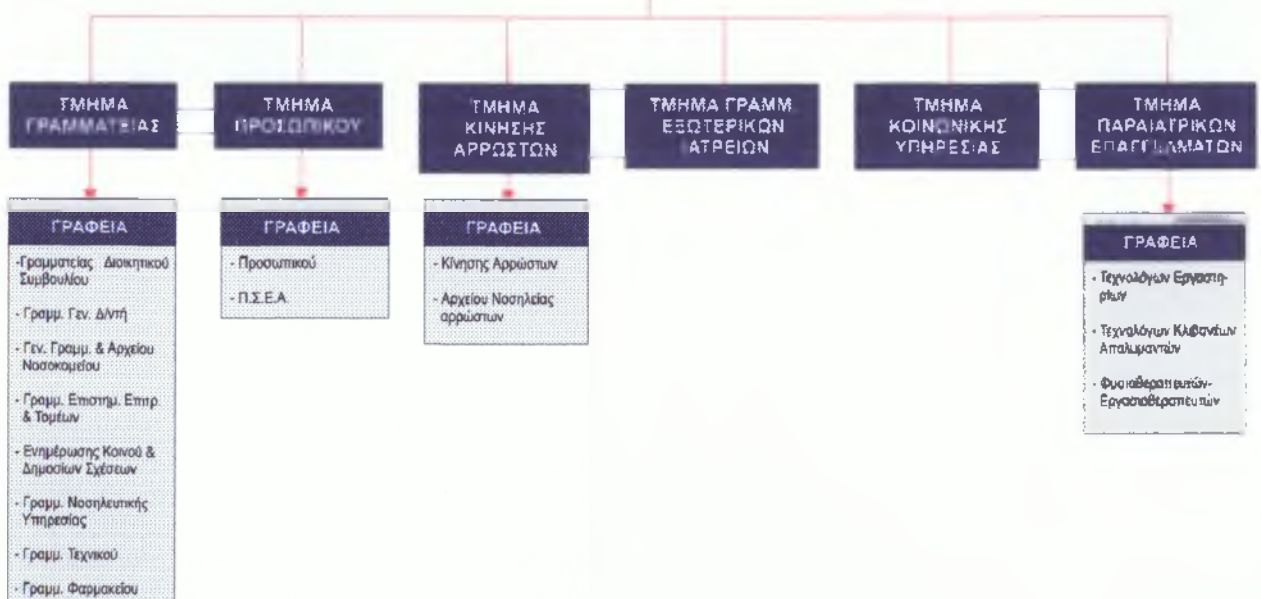 ΤΜΗΜΑ
ΓΡΑΜΜΑΤΕΙΑΣ
ΤΜΗΜΑ
ΠΡΟΣΩΠΙΚΟΥ
ΤΜΗΜΑ
ΚΙΝΗΣΗΣ
ΑΡΡΩΣΤΩΝ
ΤΜΗΜΑ ΓΡΑΜΜ
ΕΞΩΤΕΡΙΚΩΝ
ΙΑΤΡΕΙΩΝ
ΤΜΗΜΑ
ΚΟΙΝΩΝΙΚΗΣ
ΥΠΗΡΕΣΙΑΣ
ΤΜΗΜΑ
ΠΑΡΑΙΑΤΡΙΚΩΝ
ΕΠΑΓΓΕΛΜΑΤΩΝ
ΓΡΑΦΕΙΑ
-Γραμματείας Διοικητικού
Συμβουλίου
- Γραμμ. Γεν. Δ/ντή
- Γεν. Γραμμ. & Αρχείου
Νοσοκομείου
- Γραμμ. Επιστημ. Επιτρ.
& Τομέων
- Ενημέρωσης Κοινού &
Δημοσίων Σχέσεων
- Γραμμ. Νοσηλευτικής
Υπηρεσίας
- Γραμμ. Τεχνικού
- Γραμμ. Φαρμακείου
ΓΡΑΦΕΙΑ
- Προσωπικού
- Π.Σ.Ε.Α.
ΓΡΑΦΕΙΑ
- Κίνησης Αρρώστων
- Αρχείου Νοσηλείας
αρρώστων
ΓΡΑΦΕΙΑ
- Τεχνολόγων Εργαστη-
ρίων
- Τεχνολόγων Κλιβανέων
Απολυμαντών
- Φυσιοθεραπευτών-
Εργασιοθεραπευτών